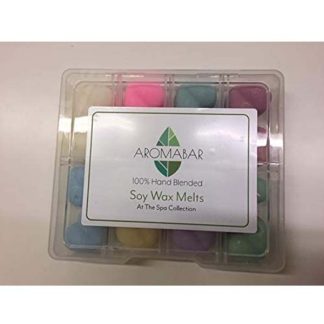 AROMABAR
100% Hand Blended
Soy Wax Melts
At The Spa Collection